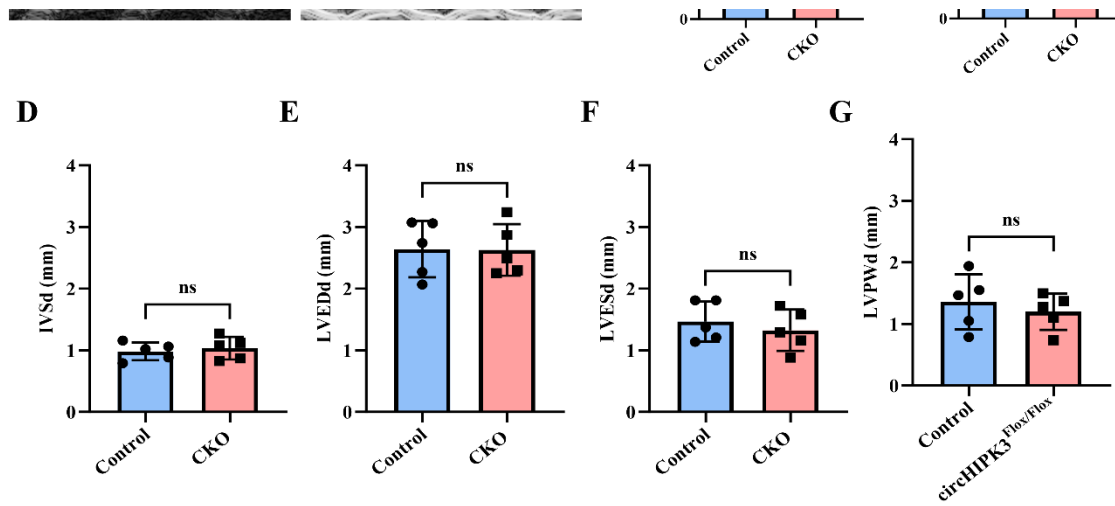 0
0
Control
CKO
Control
CKO
D
E
F
G
IVSd (mm)
4
3
2
1
0
ns
Control
CKO
LVEDd (mm)
4
3
2
1
0
ns
Control
CKO
LVESd (mm)
4
3
2
1
0
ns
Control
CKO
LVPWd (mm)
4
3
2
1
0
ns
Control
circHIPK3^Flox/Flox